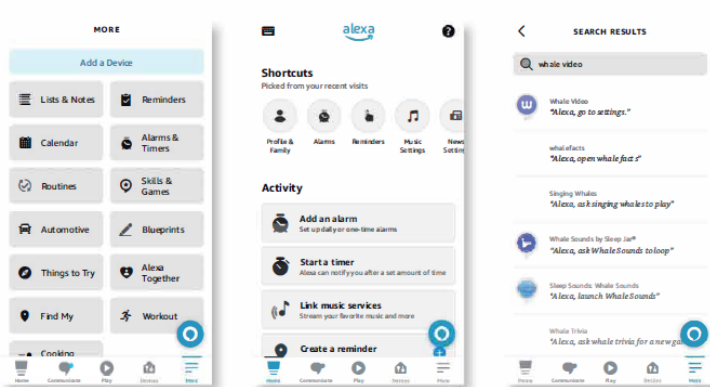 MORE
Add a Device
Lists & Notes
Reminders
Calendar
Alarms &
Timers
Routines
Skills &
Games
Automotive
Blueprints
Things to Try
Alexa
Together
Find My
Workout
Cooking
Home
Communicate
Play
Devices
More
alexa
Shortcuts
Picked from your recent visits
Profile &
Family
Alarms
Reminders
Music
Settings
News
Setting
Activity
Add an alarm
Set up daily or one-time alarms
Start a timer
Alexa can notify you after a set amount of time
Link music services
Stream your favorite music and more
Create a reminder
Home
Communicate
Play
Devices
More
SEARCH RESULTS
whale video
Whale Video
"Alexa, go to settings."
whalefacts
"Alexa, open whale facts"
Singing Whales
"Alexa, ask singing whales to play"
Whale Sounds by Sleep Jar®
"Alexa, ask Whale Sounds to loop"
Sleep Sounds: Whale Sounds
"Alexa, launch Whale Sounds"
Whale Trivia
"Alexa, ask whale trivia for a new ga
Home
Communicate
Play
Devices
More